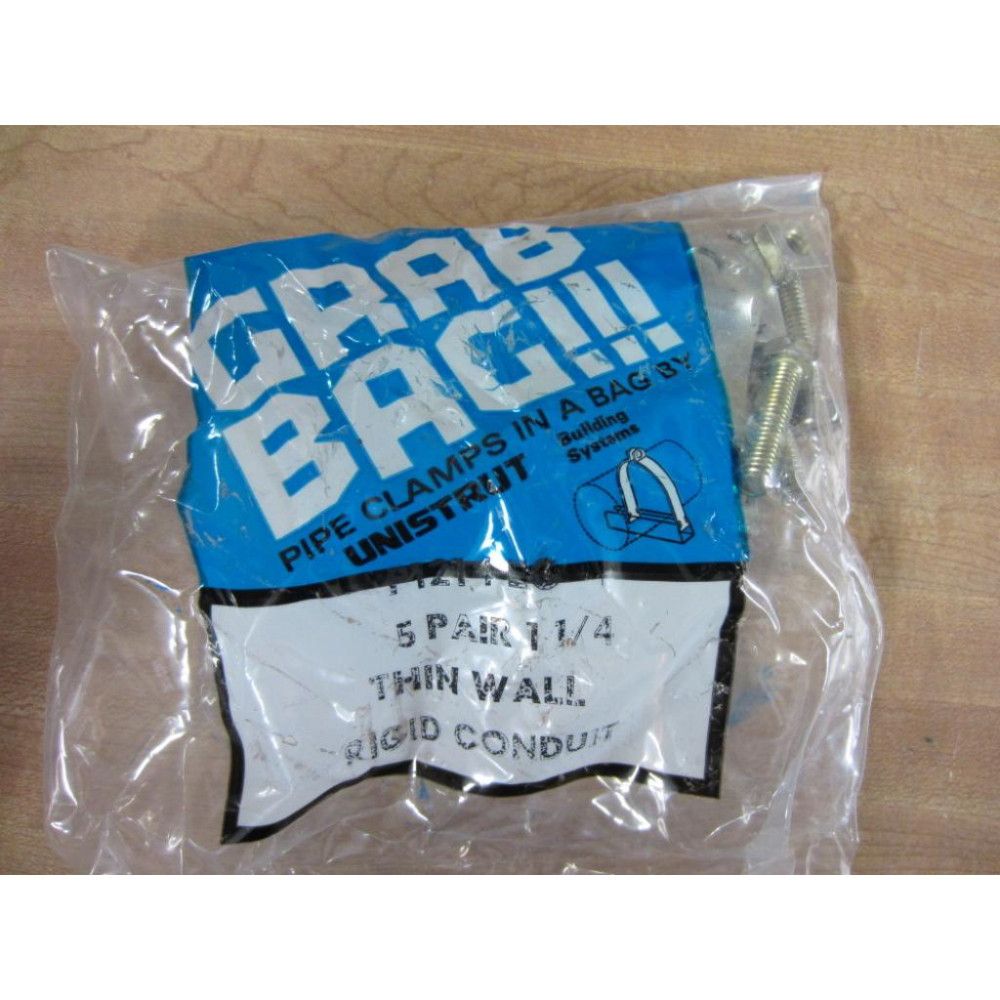 GRAB
BAG!!!
PIPE CLAMPS IN A BAG BY
UNISTRUT Building
Systems
5 PAIR 1 1/4
THIN WALL
RIGID CONDUIT